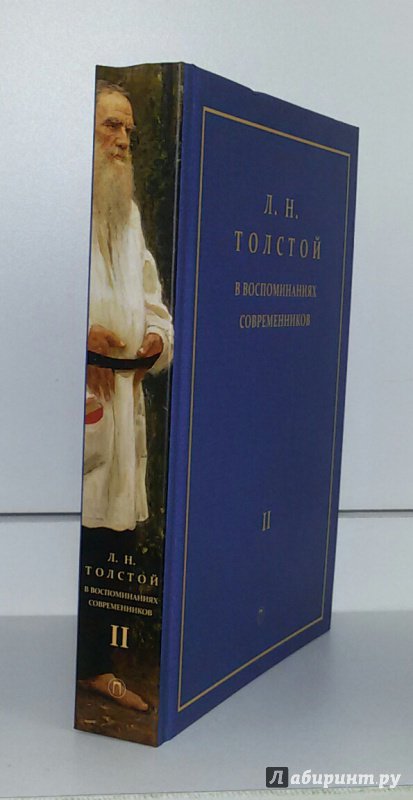 Л. Н.
ТОЛСТОЙ
В ВОСПОМИНАНИЯХ
СОВРЕМЕННИКОВ
II
Л. Н.
ТОЛСТОЙ
В ВОСПОМИНАНИЯХ
СОВРЕМЕННИКОВ
II
П
Лабиринт.ру